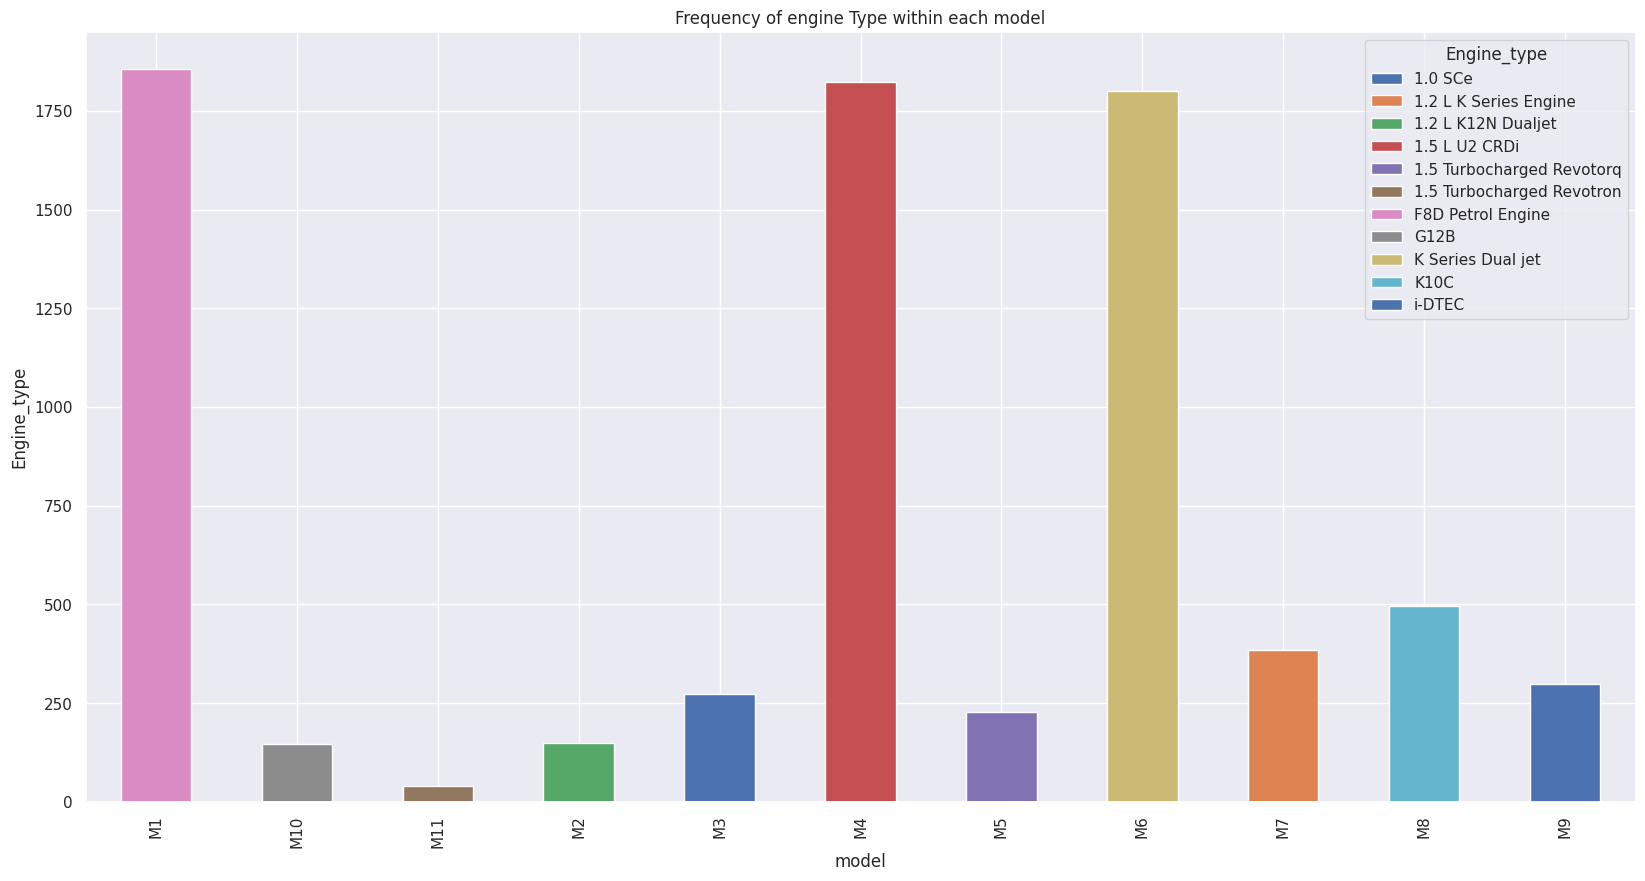 Frequency of engine Type within each model
Engine_type
1.0 SCe
1.2 L K Series Engine
1.2 L K12N Dualjet
1.5 L U2 CRDi
1.5 Turbocharged Revotorq
1.5 Turbocharged Revotron
F8D Petrol Engine
G12B
K Series Dual jet
K10C
i-DTEC
Engine_type
1750
1500
1250
1000
750
500
250
0
M1 M10 M11 M2 M3 M4 M5 M6 M7 M8 M9
model